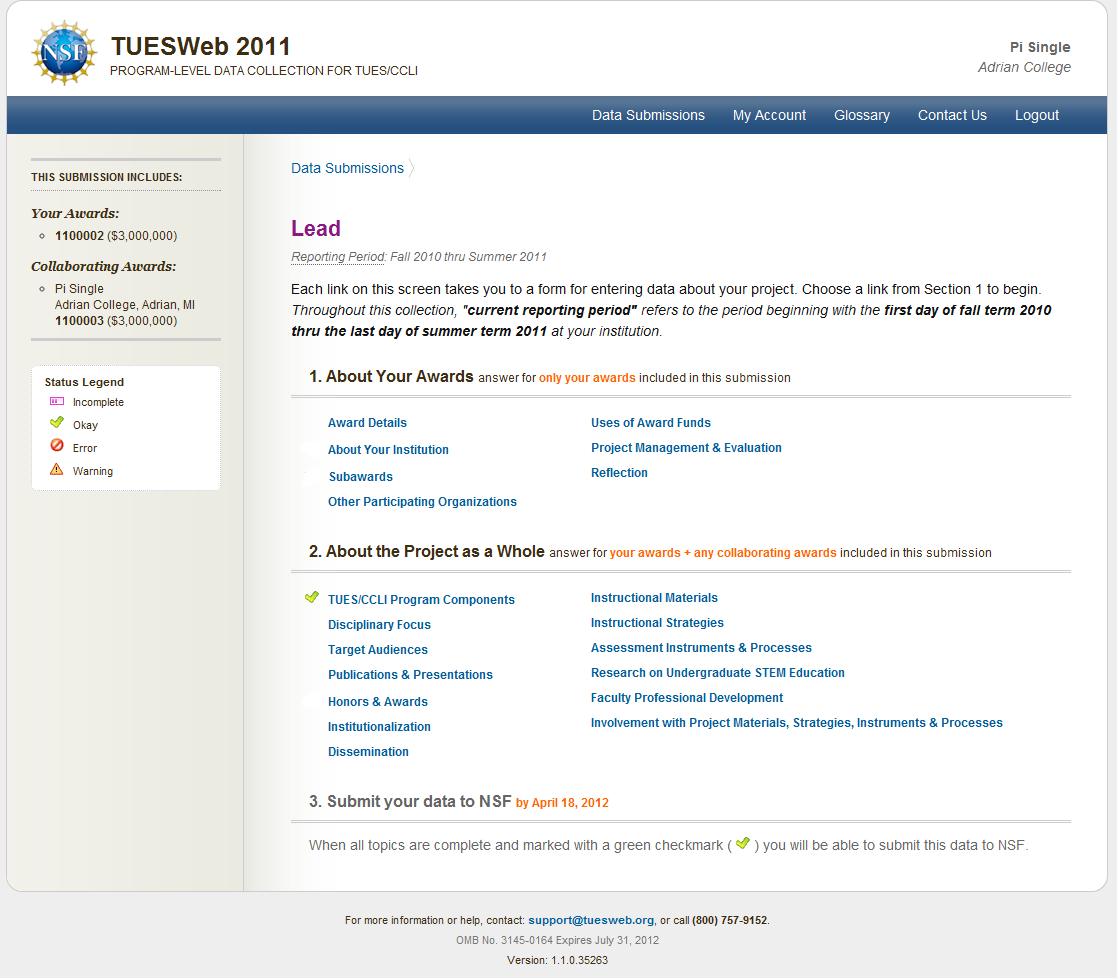 NSF
TUESWeb 2011
PROGRAM-LEVEL DATA COLLECTION FOR TUES/CCLI
Pi Single
Adrian College
Data Submissions My Account Glossary Contact Us Logout
THIS SUBMISSION INCLUDES:
Your Awards:
1100002 ($3,000,000)
Collaborating Awards:
Pi Single
Adrian College, Adrian, MI
1100003 ($3,000,000)
Status Legend
Incomplete
Okay
Error
Warning
Data Submissions
Lead
Reporting Period: Fall 2010 thru Summer 2011
Each link on this screen takes you to a form for entering data about your project. Choose a link from Section 1 to begin.
Throughout this collection, "current reporting period" refers to the period beginning with the first day of fall term 2010
thru the last day of summer term 2011 at your institution.
1. About Your Awards answer for only your awards included in this submission
Award Details
About Your Institution
Subawards
Other Participating Organizations
Uses of Award Funds
Project Management & Evaluation
Reflection
2. About the Project as a Whole answer for your awards + any collaborating awards included in this submission
TUES/CCLI Program Components
Disciplinary Focus
Target Audiences
Publications & Presentations
Honors & Awards
Institutionalization
Dissemination
Instructional Materials
Instructional Strategies
Assessment Instruments & Processes
Research on Undergraduate STEM Education
Faculty Professional Development
Involvement with Project Materials, Strategies, Instruments & Processes
3. Submit your data to NSF by April 18, 2012
When all topics are complete and marked with a green checkmark ( ) you will be able to submit this data to NSF.
For more information or help, contact: support@tuesweb.org, or call (800) 757-9152.
OMB No. 3145-0164 Expires July 31, 2012
Version: 1.1.0.35263